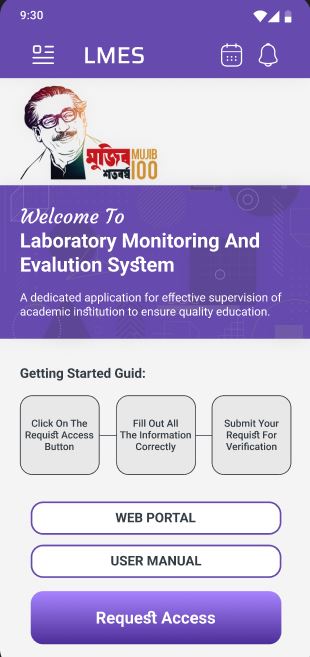 9:30
LMES
মুজিব MUJIB
শতবর্ষ 100
Welcome To
Laboratory Monitoring And
Evalution System
A dedicated application for effective supervision of
academic institution to ensure quality education.
Getting Started Guid:
Click On The
Requist Access
Button
Fill Out All
The Information
Correctly
Submit Your
Requist For
Verification
WEB PORTAL
USER MANUAL
Request Access